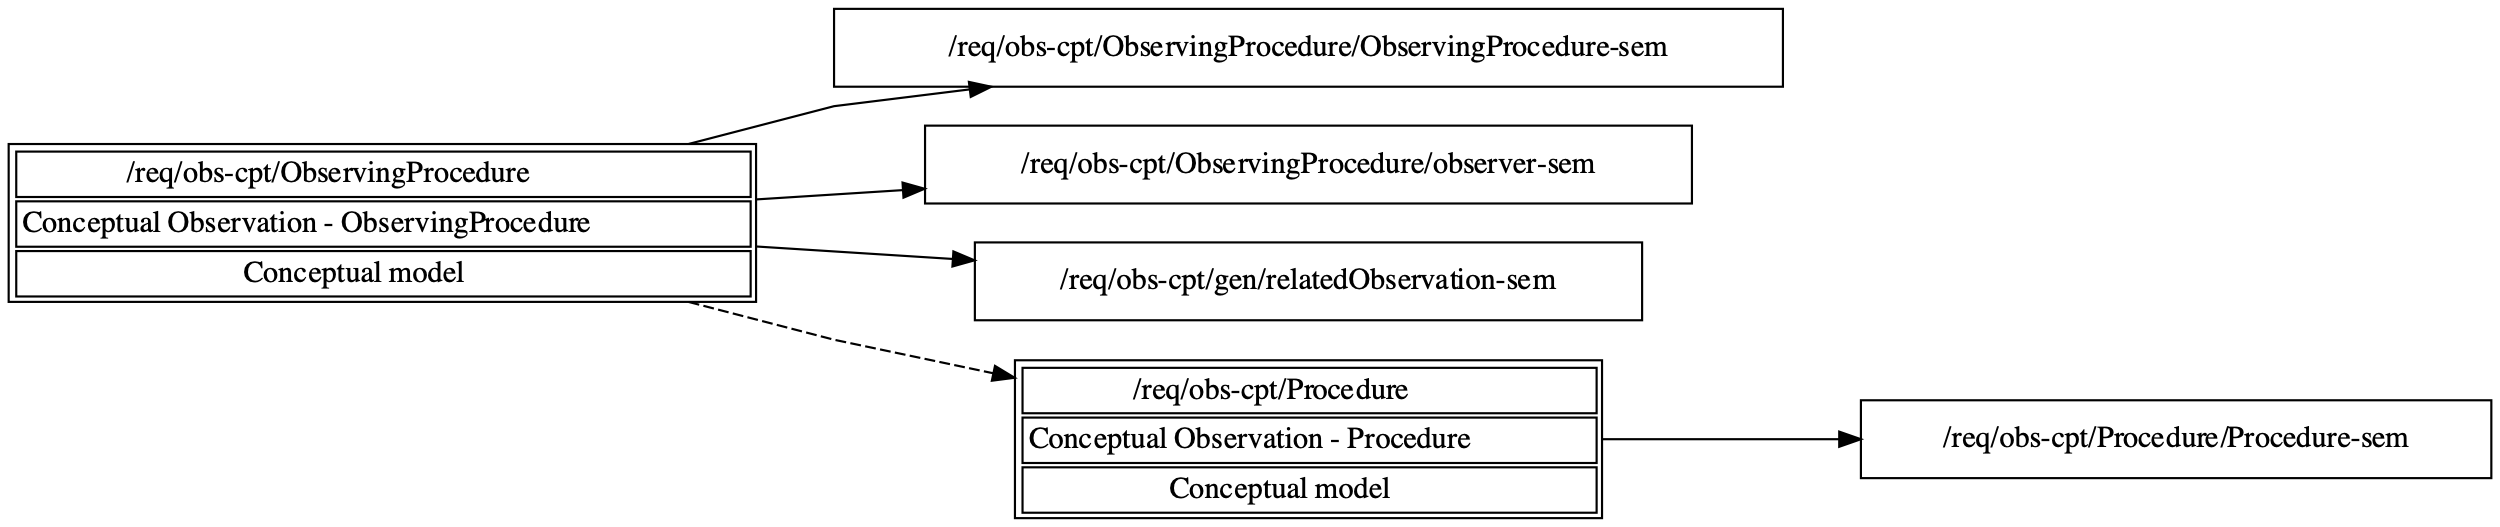 /req/obs-cpt/ObservingProcedure/ObservingProcedure-sem
/req/obs-cpt/ObservingProcedure/observer-sem
/req/obs-cpt/ObservingProcedure
Conceptual Observation - ObservingProcedure
Conceptual model
/req/obs-cpt/gen/relatedObservation-sem
/req/obs-cpt/Procedure
Conceptual Observation - Procedure
Conceptual model
/req/obs-cpt/Procedure/Procedure-sem